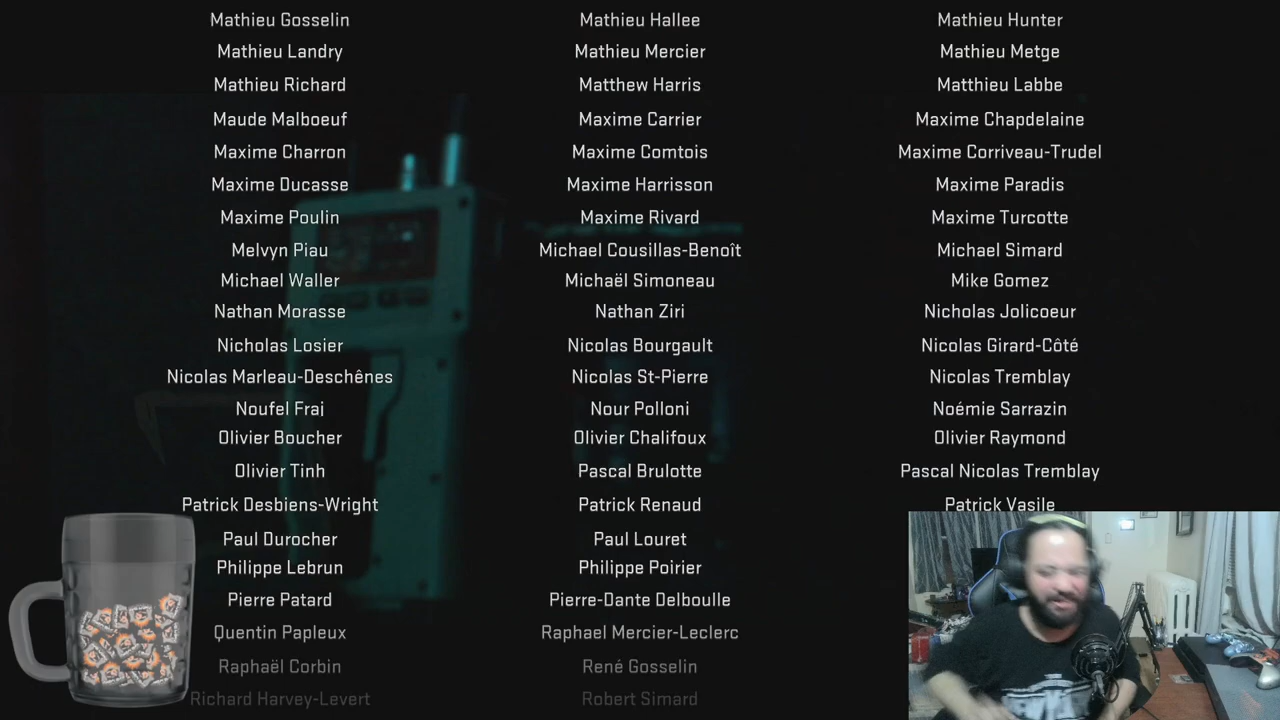 Mathieu Gosselin Mathieu Hallee Mathieu Hunter
Mathieu Landry Mathieu Mercier Mathieu Metge
Mathieu Richard Matthew Harris Matthieu Labbe
Maude Malboeuf Maxime Carrier Maxime Chapdelaine
Maxime Charron Maxime Comtois Maxime Corriveau-Trudel
Maxime Ducasse Maxime Harrisson Maxime Paradis
Maxime Poulin Maxime Rivard Maxime Turcotte
Melvyn Piau Michael Cousillas-Benoît Michael Simard
Michael Waller Michaël Simoneau Mike Gomez
Nathan Morasse Nathan Ziri Nicholas Jolicoeur
Nicholas Losier Nicolas Bourgault Nicolas Girard-Côté
Nicolas Marleau-Deschênes Nicolas St-Pierre Nicolas Tremblay
Noufel Fraj Nour Polloni Noémie Sarrazin
Olivier Boucher Olivier Chalifoux Olivier Raymond
Olivier Tinh Pascal Brulotte Pascal Nicolas Tremblay
Patrick Desbiens-Wright Patrick Renaud Patrick Vasile
Paul Durocher Paul Louret
Philippe Lebrun Philippe Poirier
Pierre Patard Pierre-Dante Delboulle
Quentin Papleux Raphael Mercier-Leclerc
Raphaël Corbin René Gosselin
Richard Harvey-Levert Robert Simard